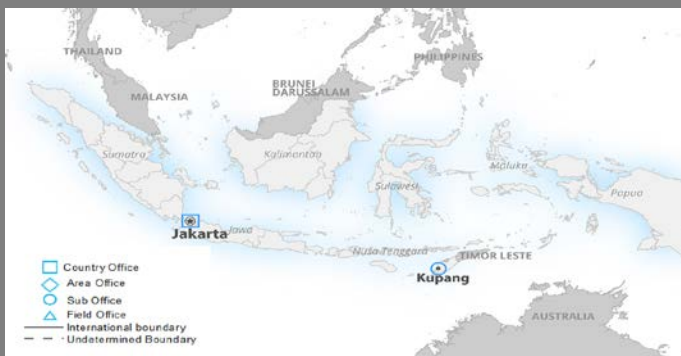 THAILAND
PHILIPPINES
BRUNEI
DARUSSALAM
MALAYSIA
Sumatra
Kalimantan
Maluku
Sulawesi
Papua
Jakarta
Jawa
Nusa Tenggara
TIMOR LESTE
Kupang
Country Office
Area Office
Sub Office
Field Office
International boundary
Undetermined Boundary
AUSTRALIA